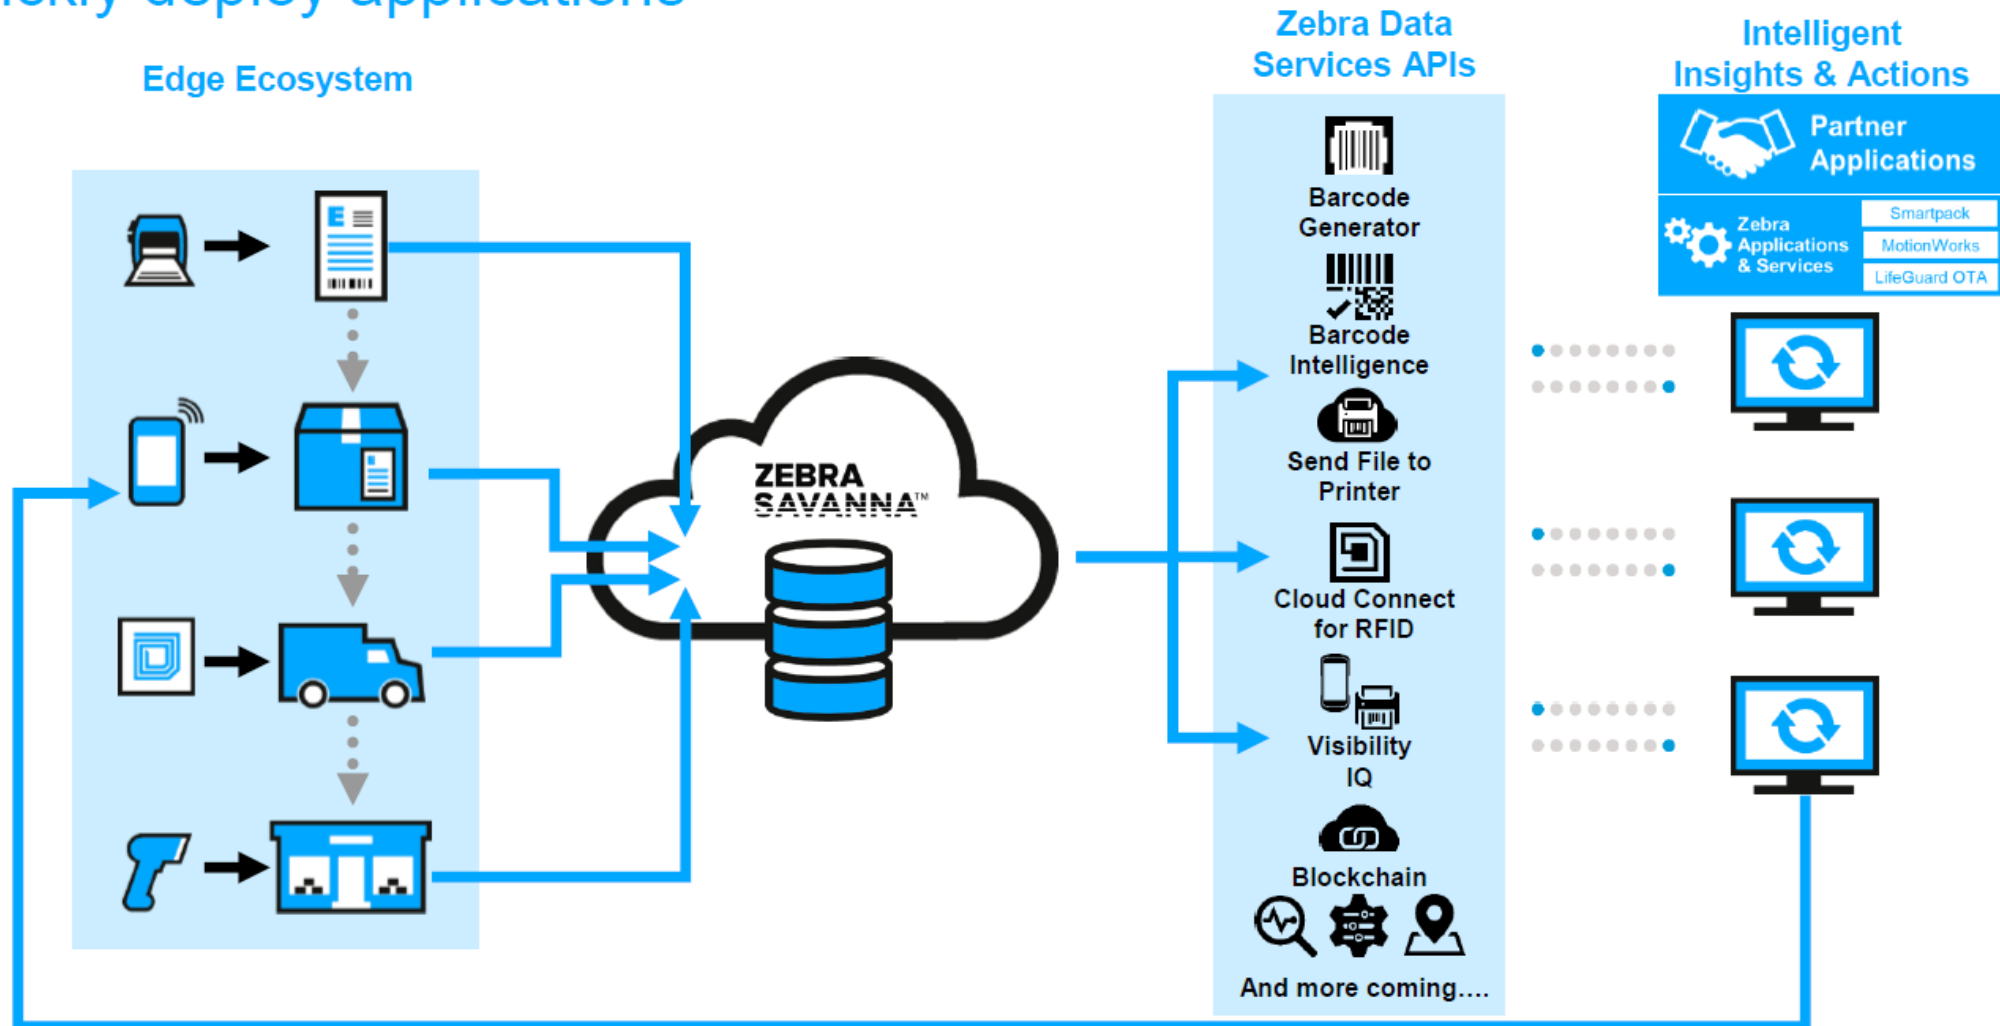 deploy applications
Edge Ecosystem
Zebra Data
Services APIs
Intelligent
Insights & Actions
E
ZEBRA
SAVANNA™
Barcode
Generator
Barcode
Intelligence
Send File to
Printer
Cloud Connect
for RFID
Visibility
IQ
Blockchain
And more coming....
Partner
Applications
Zebra
Applications
& Services
Smartpack
MotionWorks
LifeGuard OTA